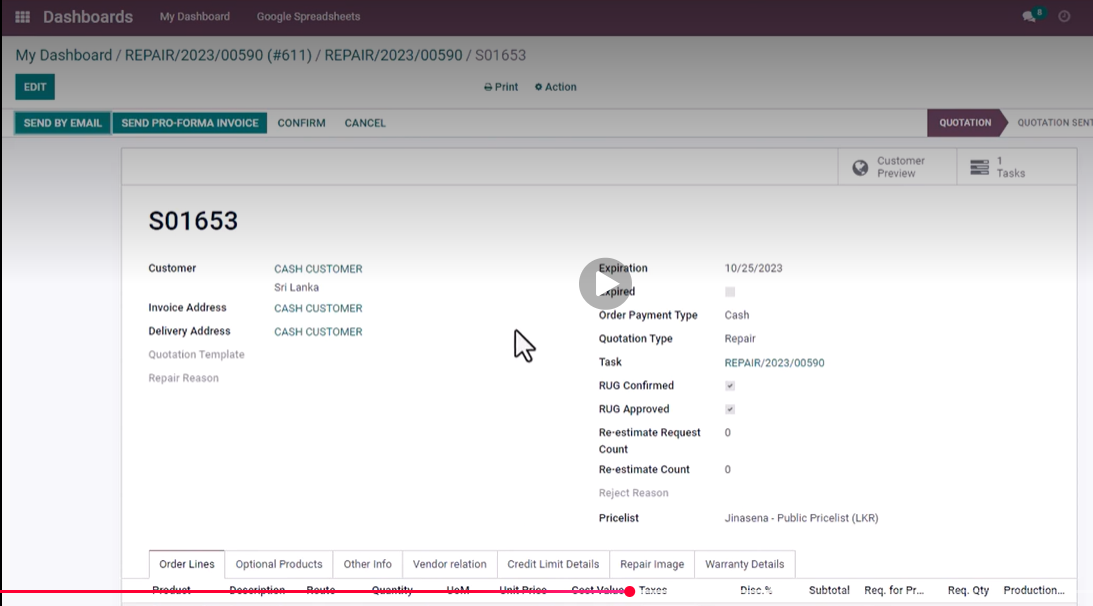 Dashboards My Dashboard Google Spreadsheets 8
My Dashboard / REPAIR/2023/00590 (#611) / REPAIR/2023/00590 / S01653
EDIT Print Action
SEND BY EMAIL SEND PRO-FORMA INVOICE CONFIRM CANCEL QUOTATION QUOTATION SENT
Customer Preview 1 Tasks
S01653
Customer CASH CUSTOMER
Sri Lanka
Invoice Address CASH CUSTOMER
Delivery Address CASH CUSTOMER
Quotation Template
Repair Reason
Expiration 10/25/2023
Expired
Order Payment Type Cash
Quotation Type Repair
Task REPAIR/2023/00590
RUG Confirmed
RUG Approved
Re-estimate Request Count 0
Re-estimate Count 0
Reject Reason
Pricelist Jinasena - Public Pricelist (LKR)
Order Lines Optional Products Other Info Vendor relation Credit Limit Details Repair Image Warranty Details
Product Description Route Quantity UoM Unit Price Cost Value Taxes Disc.% Subtotal Req. for Pr... Req. Qty Production...